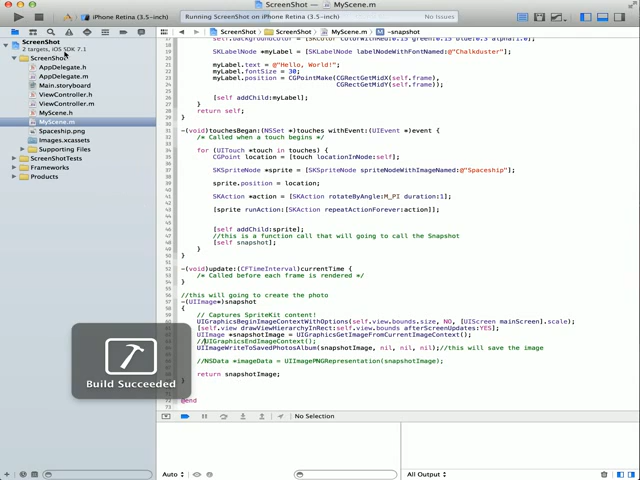 ScreenShot — MyScene.m
iPhone Retina (3.5-inch)
Running ScreenShot on iPhone Retina (3.5-inch)
No Issues
ScreenShot
2 targets, iOS SDK 7.1
ScreenShot
AppDelegate.h
AppDelegate.m
Main.storyboard
ViewController.h
ViewController.m
MyScene.h
MyScene.m
Spaceship.png
Images.xcassets
Supporting Files
ScreenShotTests
Frameworks
Products
ScreenShot
ScreenShot
MyScene.m
-snapshot
SKLabelNode *myLabel = [SKLabelNode labelNodeWithFontNamed:@"Chalkduster"];
myLabel.text = @"Hello, World!";
myLabel.fontSize = 30;
myLabel.position = CGPointMake(CGRectGetMidX(self.frame),
CGRectGetMidY(self.frame));
[self addChild:myLabel];
}
return self;
}
-(void)touchesBegan:(NSSet *)touches withEvent:(UIEvent *)event {
/* Called when a touch begins */
for (UITouch *touch in touches) {
CGPoint location = [touch locationInNode:self];
SKSpriteNode *sprite = [SKSpriteNode spriteNodeWithImageNamed:@"Spaceship"];
sprite.position = location;
SKAction *action = [SKAction rotateByAngle:M_PI duration:1];
[sprite runAction:[SKAction repeatActionForever:action]];
[self addChild:sprite];
//this is a function call that will going to call the Snapshot
[self snapshot];
}
}
-(void)update:(CFTimeInterval)currentTime {
/* Called before each frame is rendered */
}
//this will going to create the photo
-(UIImage*)snapshot
{
// Captures SpriteKit content!
UIGraphicsBeginImageContextWithOptions(self.view.bounds.size, NO, [UIScreen mainScreen].scale);
[self.view drawViewHierarchyInRect:self.view.bounds afterScreenUpdates:YES];
UIImage *snapshotImage = UIGraphicsGetImageFromCurrentImageContext();
//UIGraphicsEndImageContext();
UIImageWriteToSavedPhotosAlbum(snapshotImage, nil, nil, nil);//this will save the image
//NSData *imageData = UIImagePNGRepresentation(snapshotImage);
return snapshotImage;
}
@end
Build Succeeded
No Selection
Auto
All Output